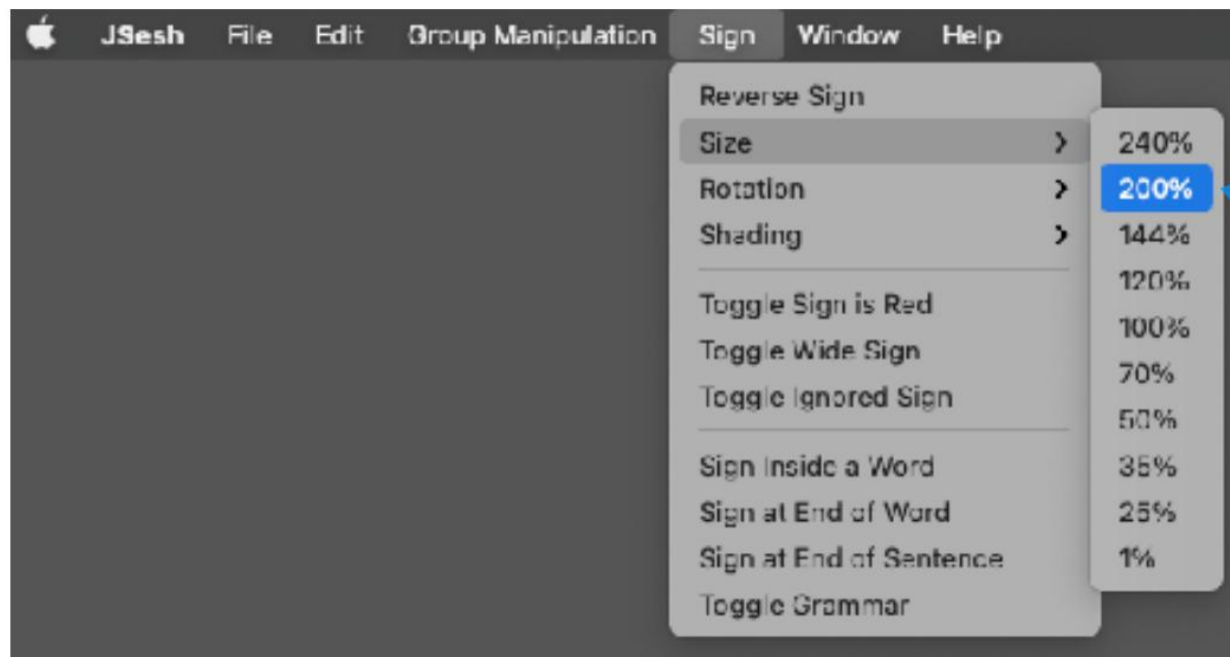 JSesh File Edit Group Manipulation Sign Window Help
Reverse Sign
Size
Rotation
Shading
Toggle Sign is Red
Toggle Wide Sign
Toggle Ignored Sign
Sign Inside a Word
Sign at End of Word
Sign at End of Sentence
Toggle Grammar
240%
200%
144%
120%
100%
70%
50%
35%
25%
1%